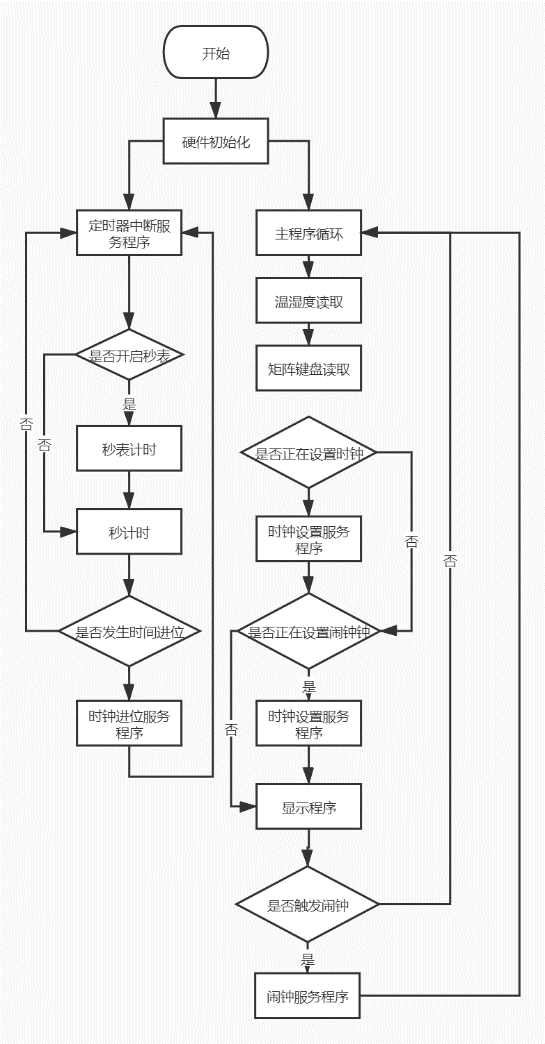 开始
硬件初始化
定时器中断服
务程序
是否开启秒表
是
秒表计时
否
否
秒计时
是否发生时间进位
时钟进位服务
程序
主程序循环
温湿度读取
矩阵键盘读取
是否正在设置时钟
时钟设置服务
程序
否
否
是否正在设置闹钟钟
是
时钟设置服务
程序
否
显示程序
是否触发闹钟
是
闹钟服务程序